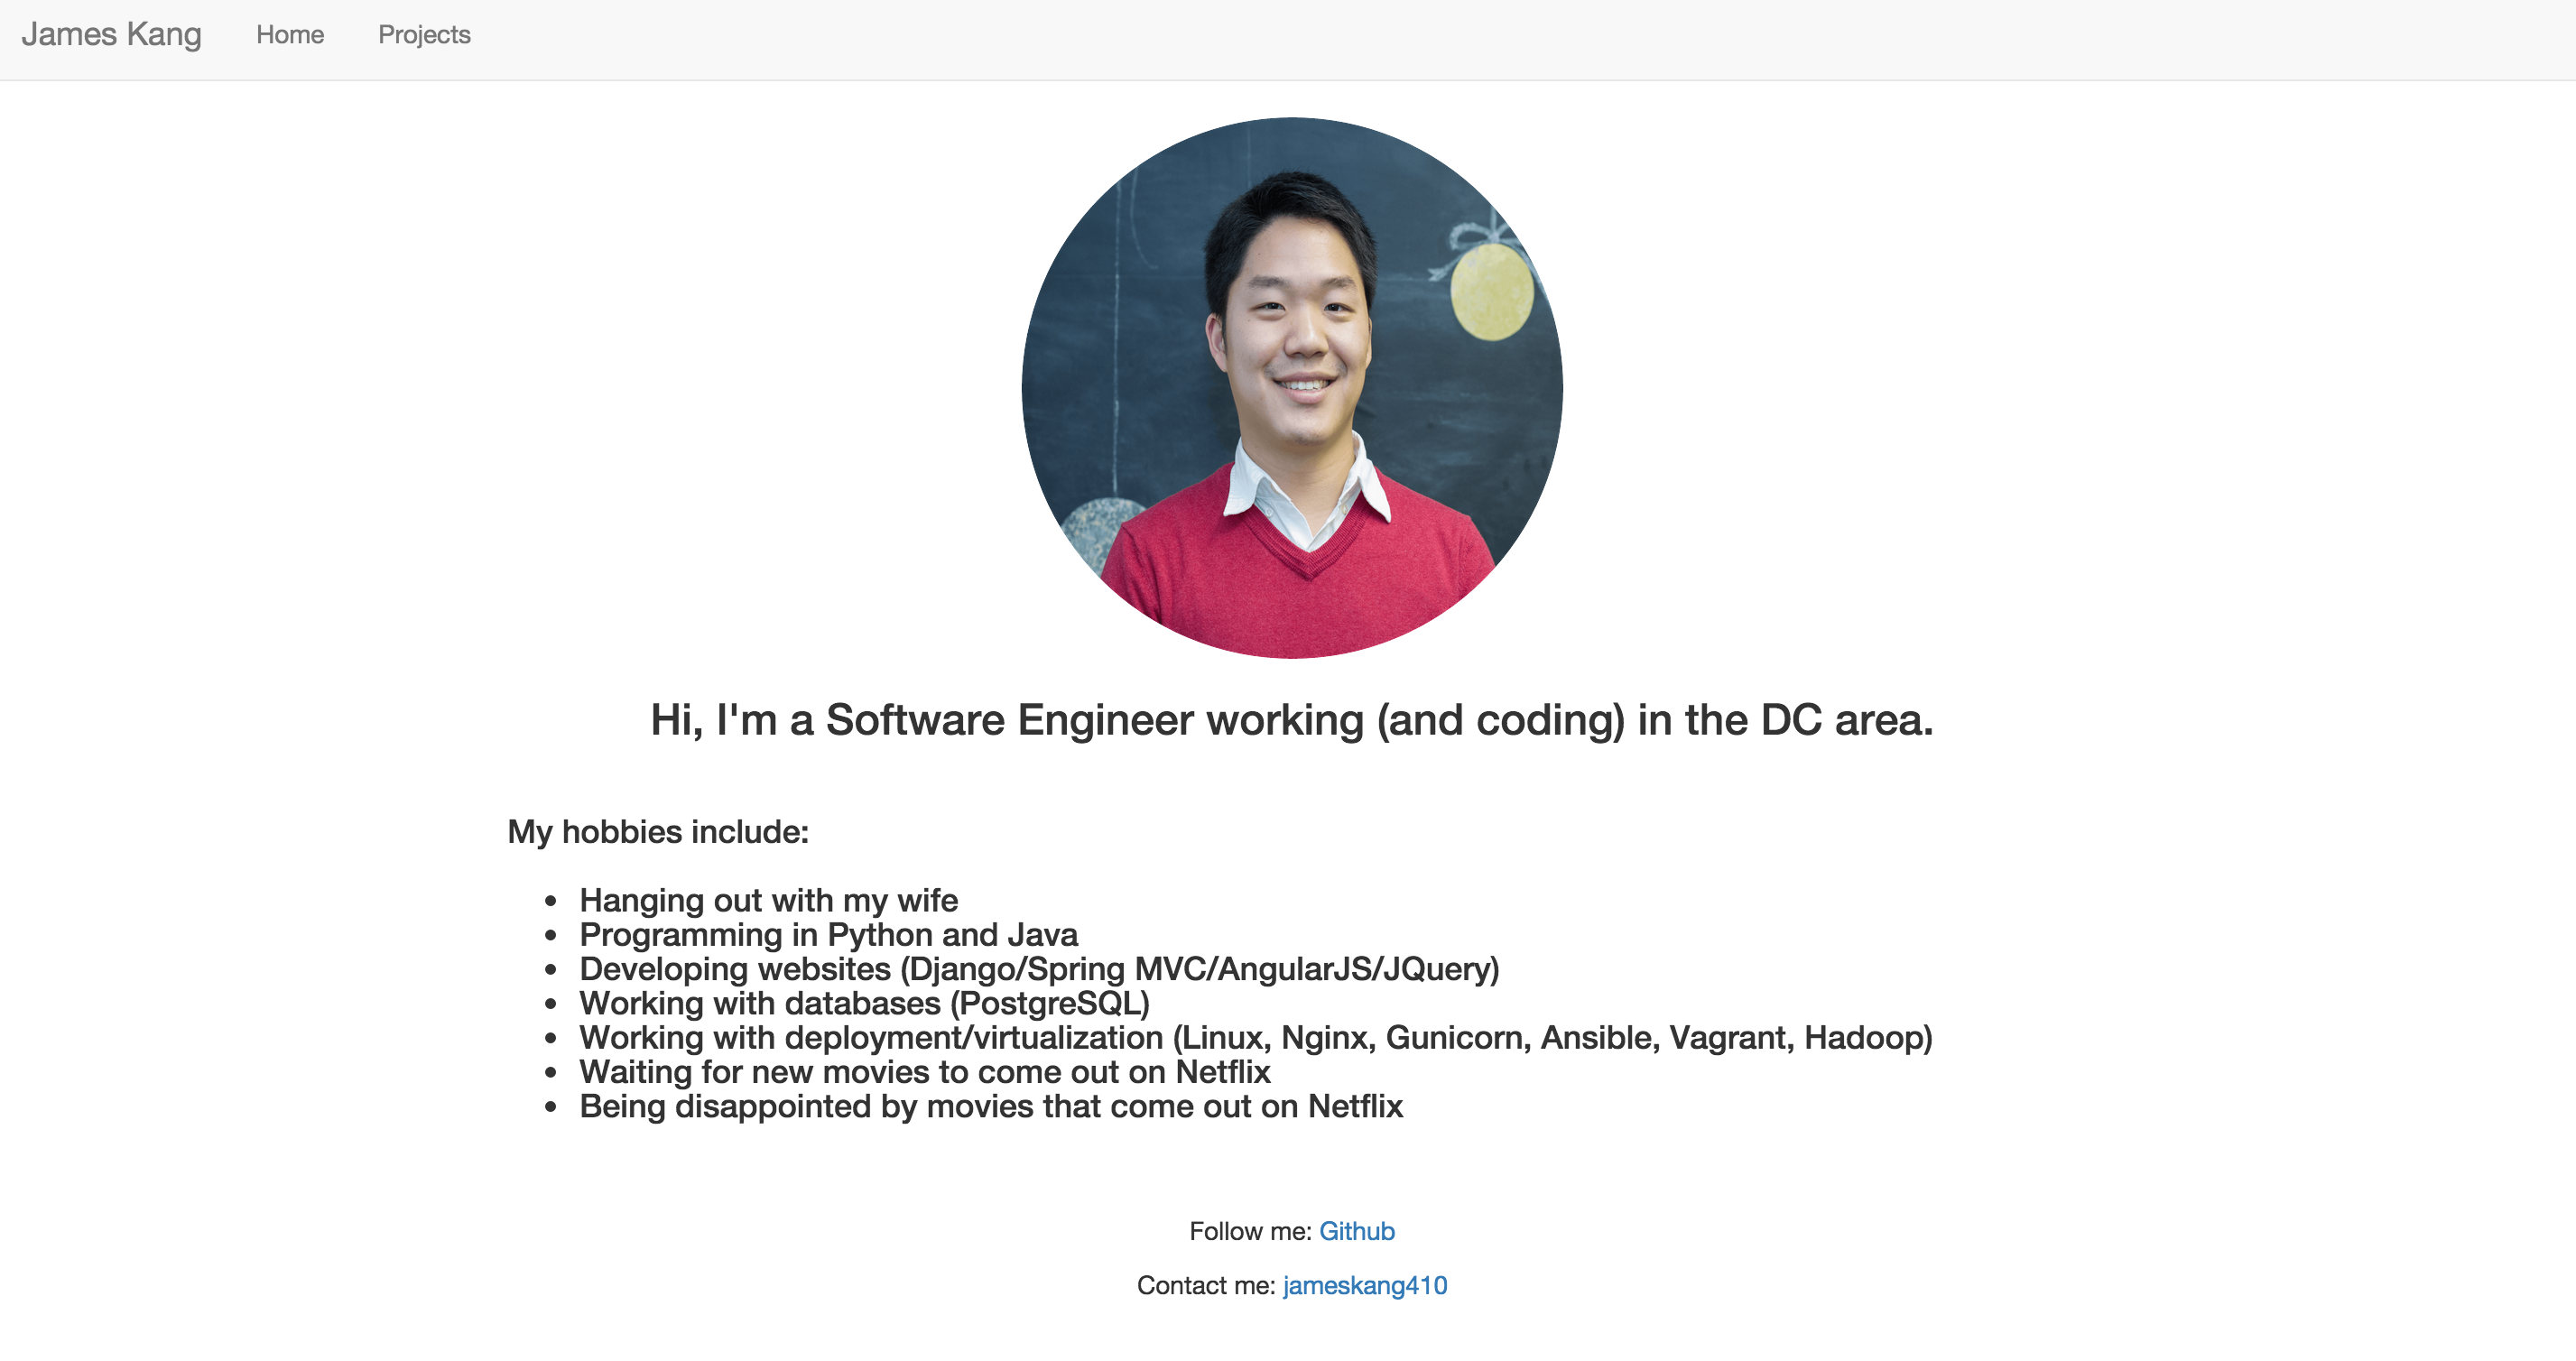 James Kang Home Projects
Hi, I'm a Software Engineer working (and coding) in the DC area.
My hobbies include:
• Hanging out with my wife
• Programming in Python and Java
• Developing websites (Django/Spring MVC/AngularJS/JQuery)
• Working with databases (PostgreSQL)
• Working with deployment/virtualization (Linux, Nginx, Gunicorn, Ansible, Vagrant, Hadoop)
• Waiting for new movies to come out on Netflix
• Being disappointed by movies that come out on Netflix
Follow me: Github
Contact me: jameskang410